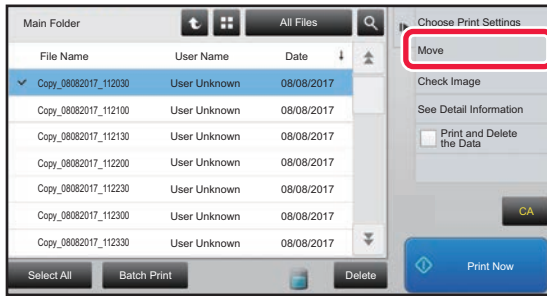 Main Folder
All Files
File Name User Name Date
Copy_08082017_112030 User Unknown 08/08/2017
Copy_08082017_112100 User Unknown 08/08/2017
Copy_08082017_112130 User Unknown 08/08/2017
Copy_08082017_112200 User Unknown 08/08/2017
Copy_08082017_112230 User Unknown 08/08/2017
Copy_08082017_112300 User Unknown 08/08/2017
Copy_08082017_112330 User Unknown 08/08/2017
Select All Batch Print Delete
Choose Print Settings
Move
Check Image
See Detail Information
Print and Delete
the Data
CA
Print Now